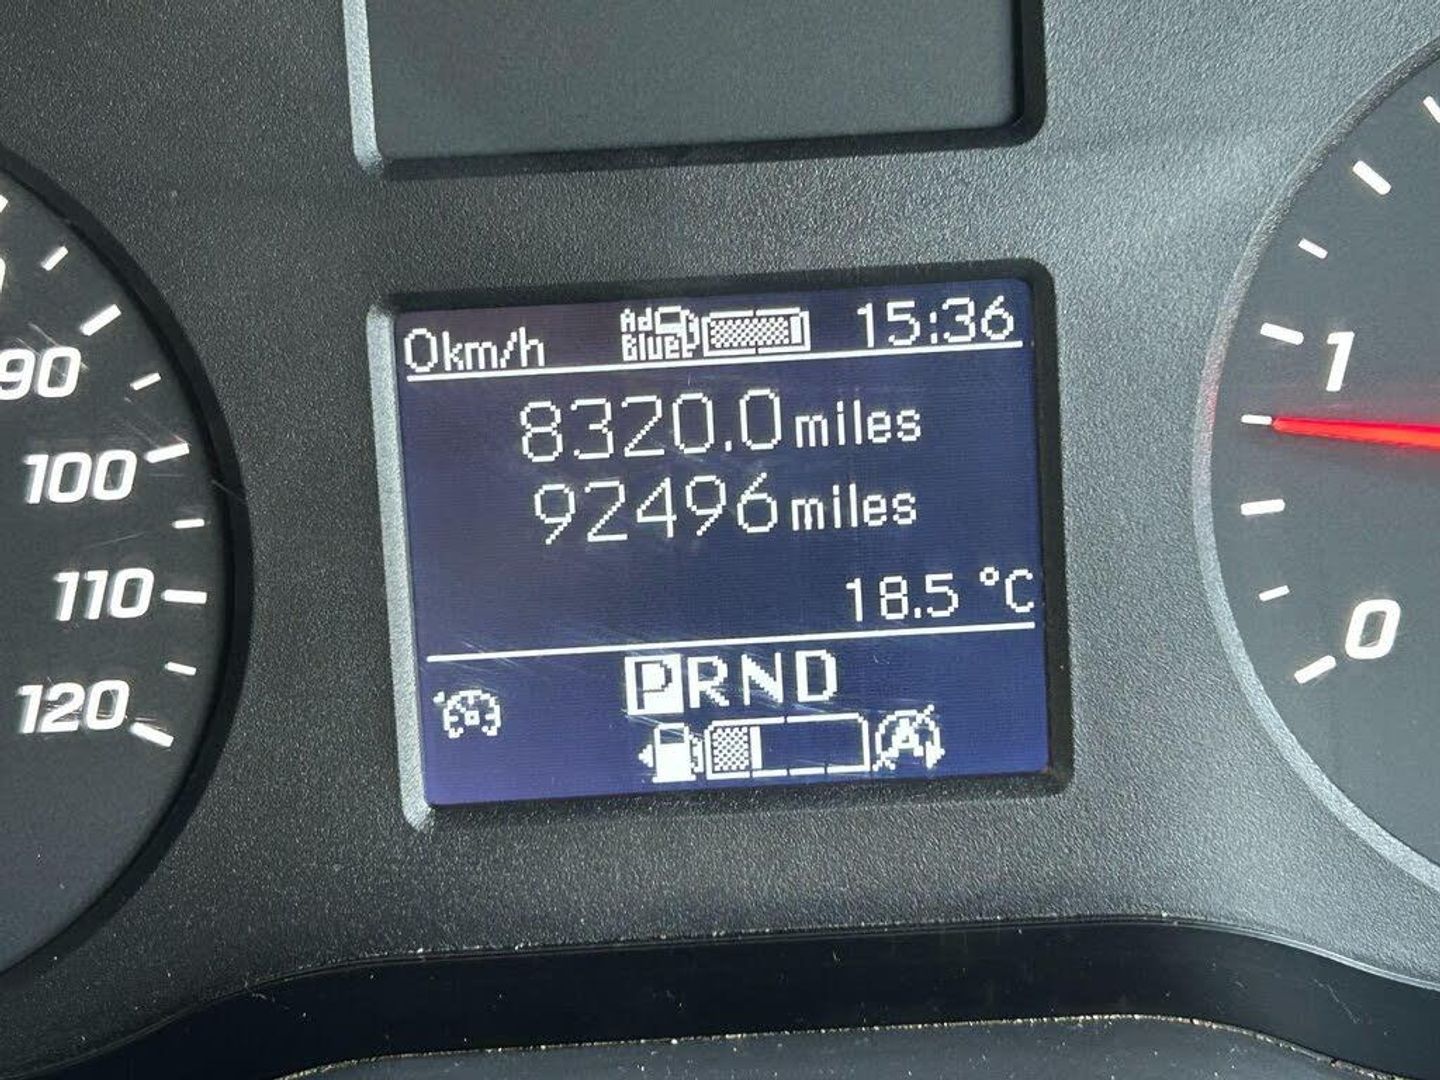 0km/h Ad Blue 15:36
8320.0 miles
92496 miles
18.5 °C
PRND
A
90
100
110
120
1
0